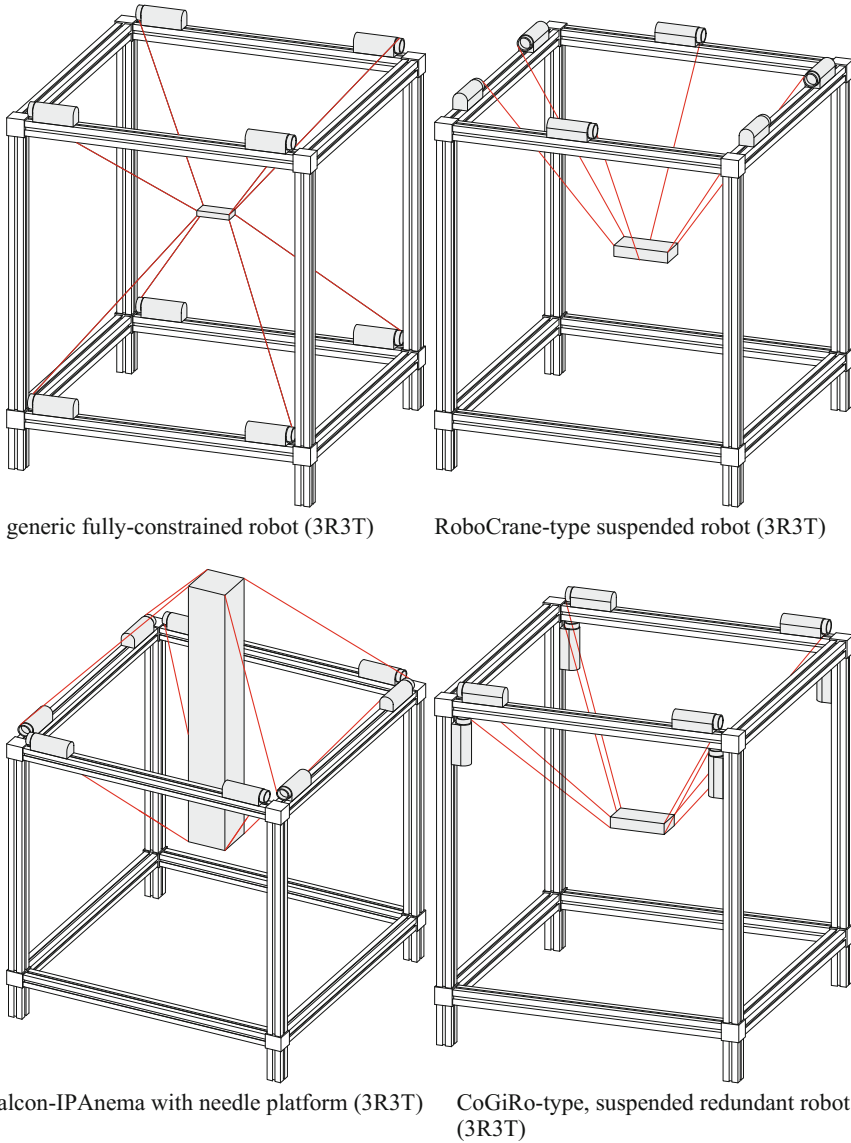 generic fully-constrained robot (3R3T)
RoboCrane-type suspended robot (3R3T)
alcon-IPAnema with needle platform (3R3T)
CoGiRo-type, suspended redundant robot
(3R3T)